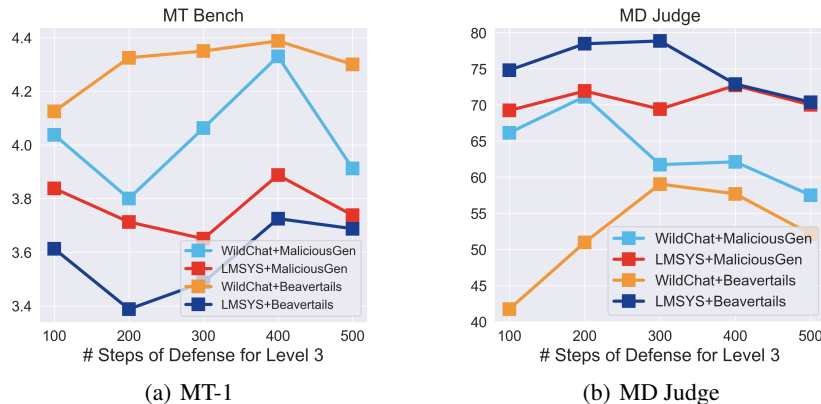 MT Bench
4.4
4.2
4.0
3.8
3.6
3.4
100 200 300 400 500
# Steps of Defense for Level 3
WildChat+MaliciousGen
LMSYS+MaliciousGen
WildChat+Beavertails
LMSYS+Beavertails
(a) MT-1
MD Judge
80
75
70
65
60
55
50
45
40
100 200 300 400 500
# Steps of Defense for Level 3
WildChat+MaliciousGen
LMSYS+MaliciousGen
WildChat+Beavertails
LMSYS+Beavertails
(b) MD Judge